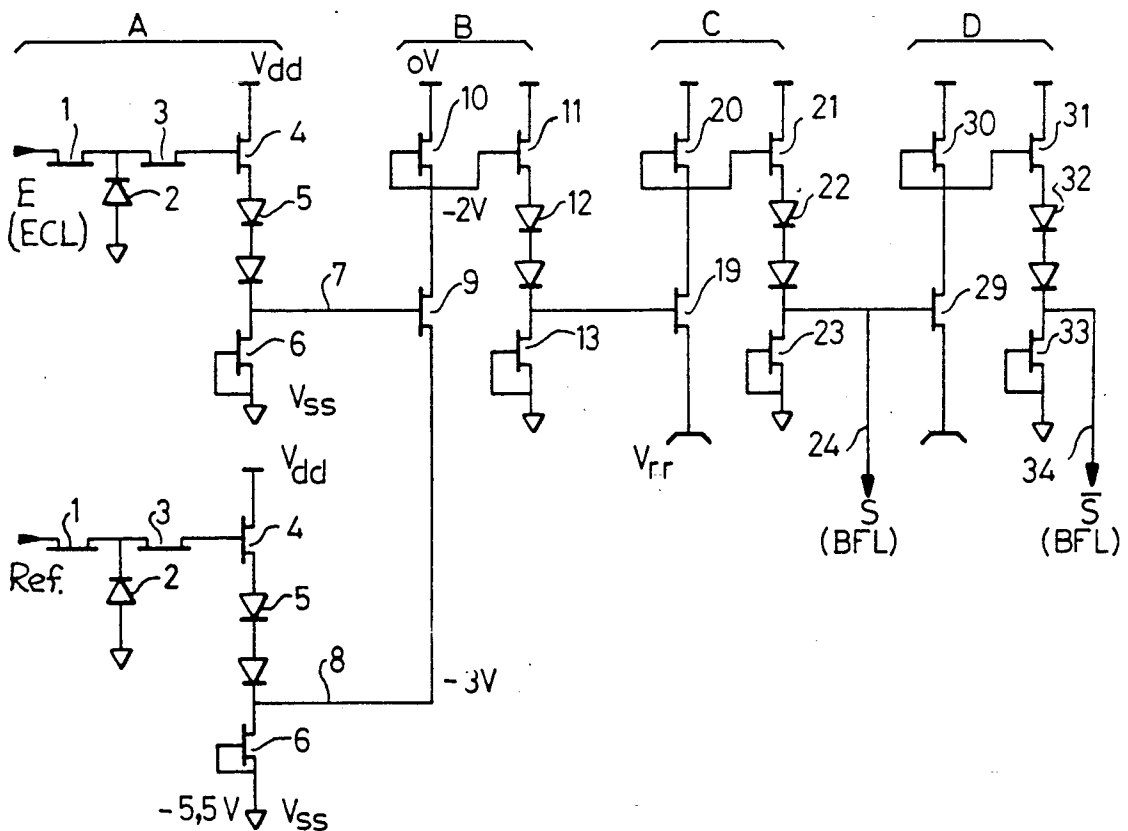 A B C D
Vdd 0V
1 3 4 10 11 20 21 30 31
E
(ECL)
2 5 -2V 12 22 32
7 9 19 29
6 13 23 33
Vss
Vrr 24 34
Vdd
S
(BFL)
S̅
(BFL)
1 3 4
Ref.
2 5
8 -3V
6
-5,5V Vss